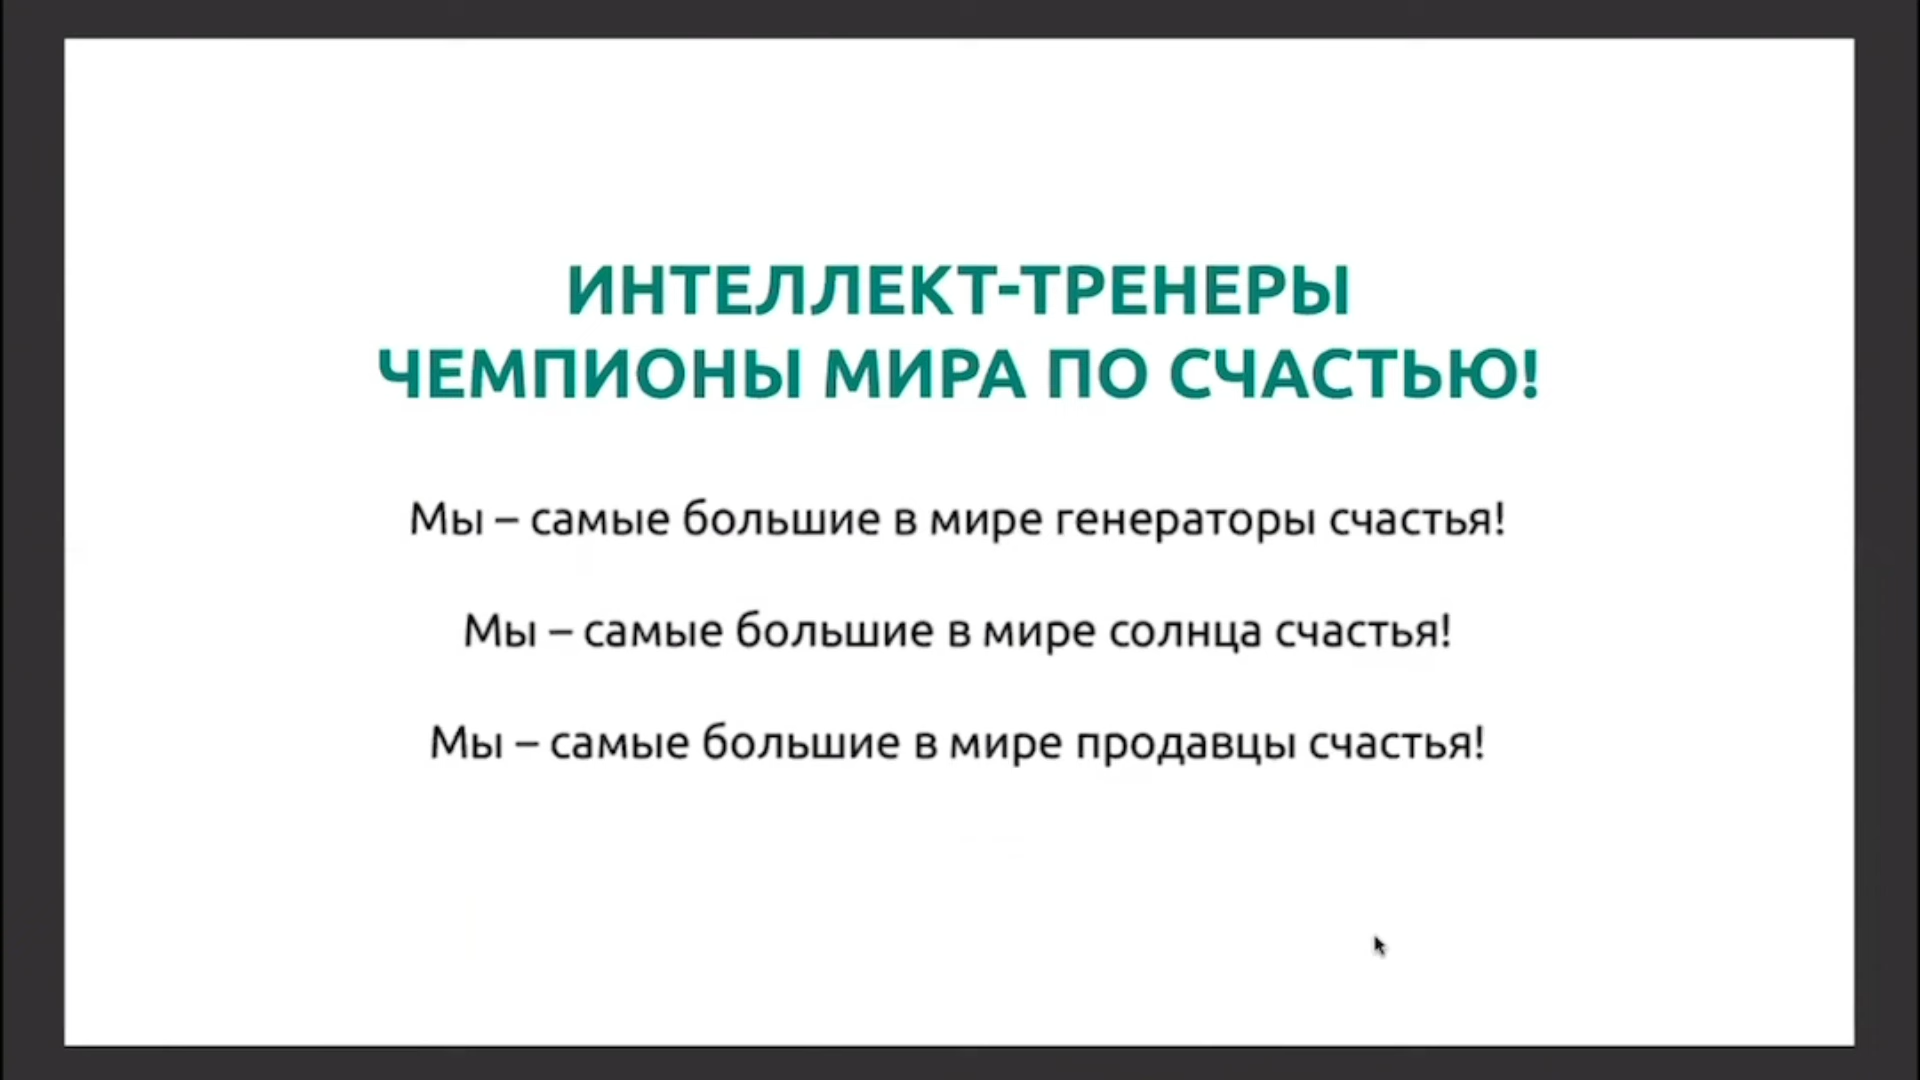 ИНТЕЛЛЕКТ-ТРЕНЕРЫ
ЧЕМПИОНЫ МИРА ПО СЧАСТЬЮ!
Мы – самые большие в мире генераторы счастья!
Мы – самые большие в мире солнца счастья!
Мы – самые большие в мире продавцы счастья!